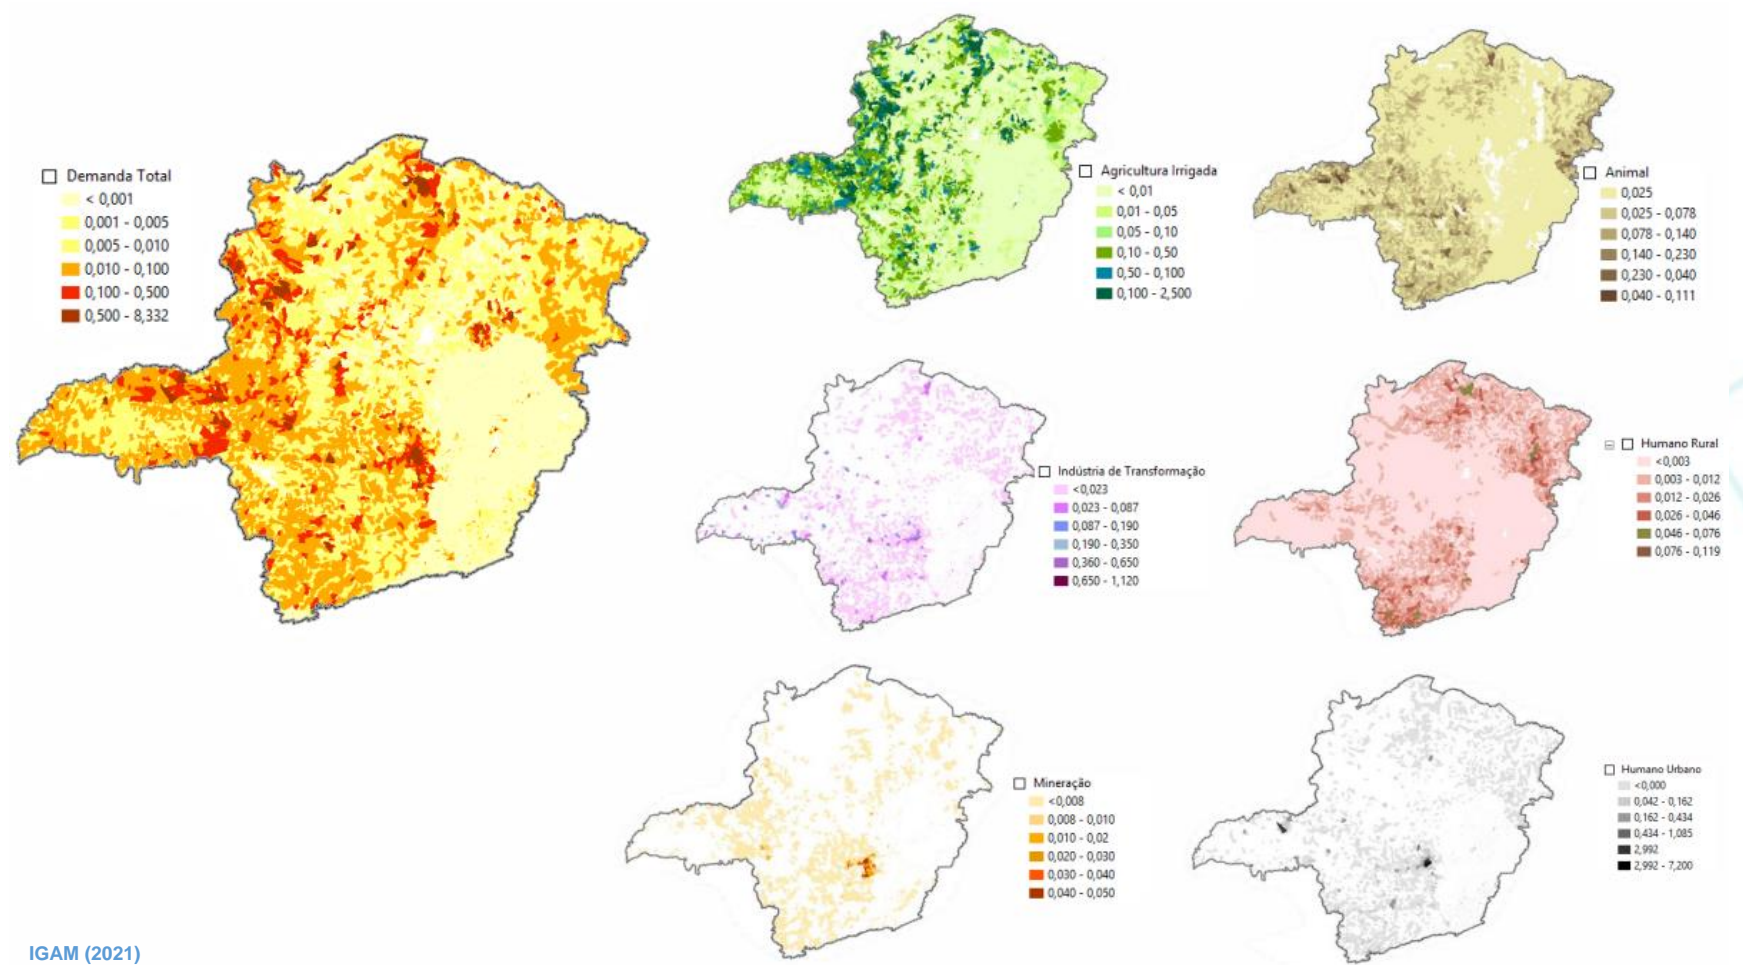 Demanda Total
< 0,001
0,001 - 0,005
0,005 - 0,010
0,010 - 0,100
0,100 - 0,500
0,500 - 8,332
Agricultura Irrigada
< 0,01
0,01 - 0,05
0,05 - 0,10
0,10 - 0,50
0,50 - 0,100
0,100 - 2,500
Animal
0,025
0,025 - 0,078
0,078 - 0,140
0,140 - 0,230
0,230 - 0,040
0,040 - 0,111
Indústria de Transformação
<0,023
0,023 - 0,087
0,087 - 0,190
0,190 - 0,350
0,360 - 0,650
0,650 - 1,120
Humano Rural
<0,003
0,003 - 0,012
0,012 - 0,026
0,026 - 0,046
0,046 - 0,076
0,076 - 0,119
Mineração
<0,008
0,008 - 0,010
0,010 - 0,02
0,020 - 0,030
0,030 - 0,040
0,040 - 0,050
Humano Urbano
<0,000
0,042 - 0,162
0,162 - 0,434
0,434 - 1,085
2,992
2,992 - 7,200
IGAM (2021)